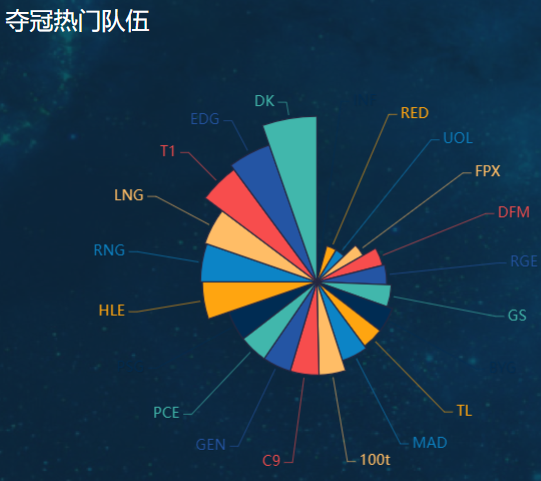 夺冠热门队伍
DK
RED
EDG
UOL
T1
FPX
LNG
DFM
RNG
RGE
HLE
GS
PCE
TL
GEN
MAD
C9
100t